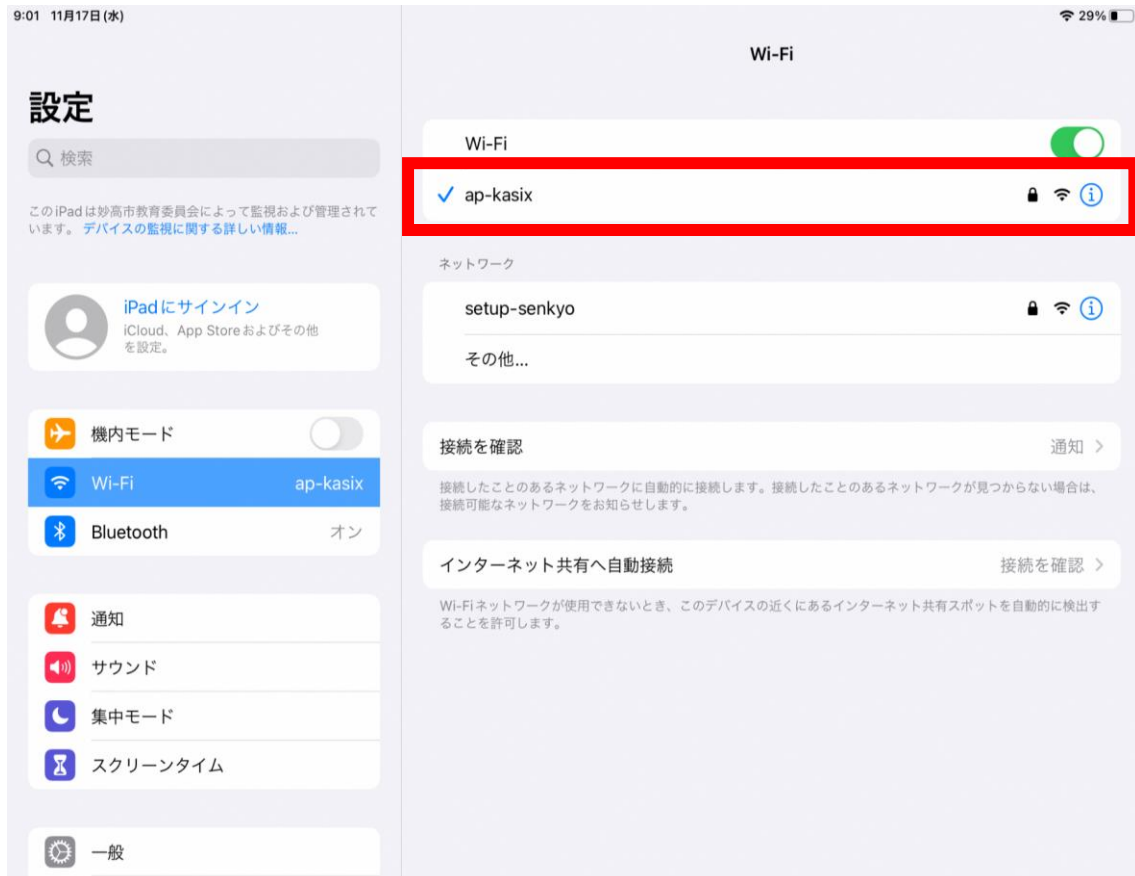 9:01 11月17日(水)
29%
設定
検索
このiPadは妙高市教育委員会によって監視および管理されて
います。デバイスの監視に関する詳しい情報...
iPadにサインイン
iCloud、App Storeおよびその他
を設定。
機内モード
Wi-Fi ap-kasix
Bluetooth オン
通知
サウンド
集中モード
スクリーンタイム
一般
Wi-Fi
Wi-Fi
ap-kasix
ネットワーク
setup-senkyo
その他...
接続を確認 通知
接続したことのあるネットワークに自動的に接続します。接続したことのあるネットワークが見つからない場合は、
接続可能なネットワークをお知らせします。
インターネット共有へ自動接続 接続を確認
Wi-Fiネットワークが使用できないとき、このデバイスの近くにあるインターネット共有スポットを自動的に検出す
ることを許可します。